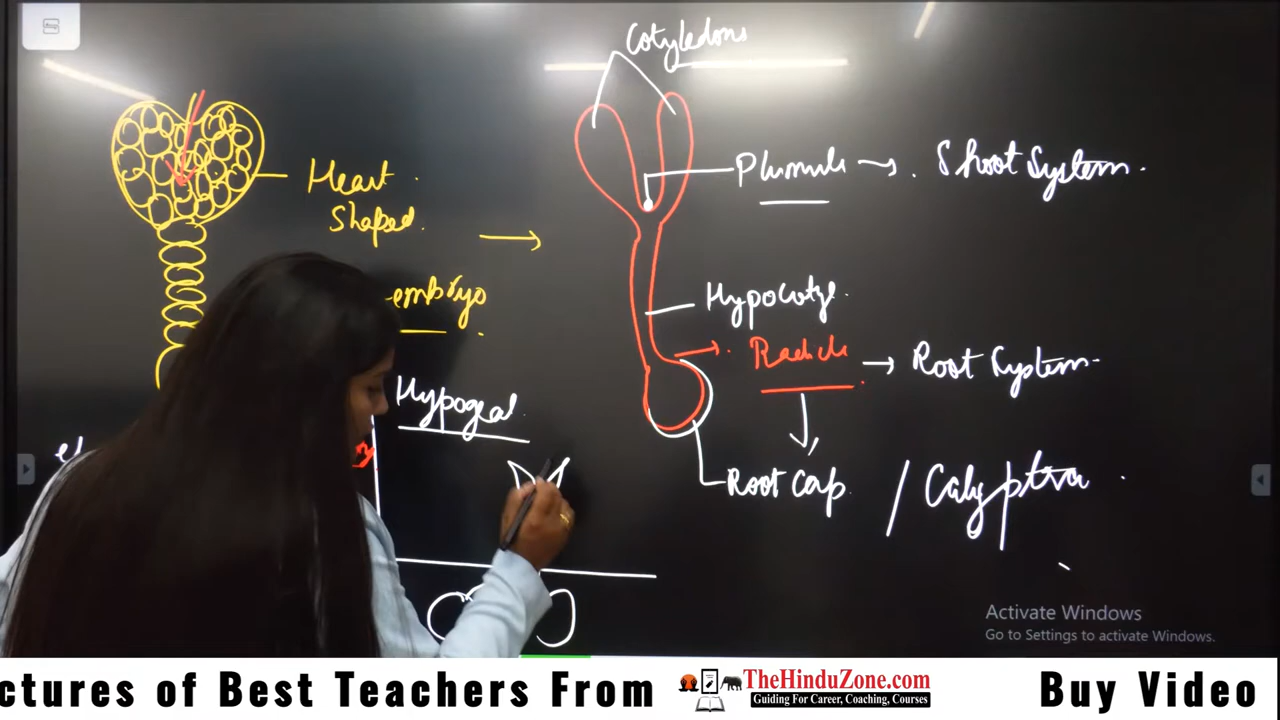 Cotyledons
Plumule → Shoot System.
Heart
Shaped.
embryo
Hypocotyl.
Radicle → Root System
Hypogeal
Root Cap / Calyptra
Activate Windows
Go to Settings to activate Windows.
ctures of Best Teachers From
TheHinduZone.com
Guiding For Career, Coaching, Courses
Buy Video